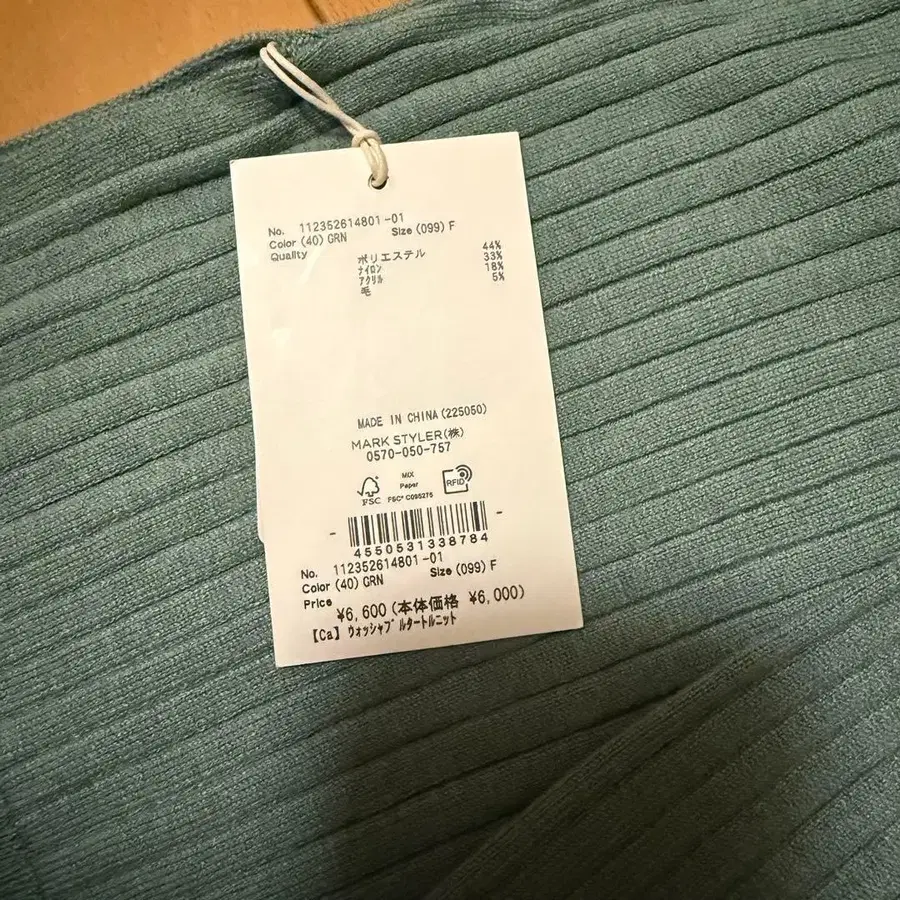 No. 112352614801-01
Color (40) GRN Size (099) F
Quality
ポリエステル 44%
ナイロン 33%
アクリル 18%
毛 5%
MADE IN CHINA (225050)
MARK STYLER(株)
0570-050-757
FSC
MIX
Paper
FSC® C095275
RFID
4550531338784
No. 112352614801-01
Color (40) GRN Size (099) F
Price
¥6,600(本体価格 ¥6,000)
【Ca】ウォッシャブルタートルニット